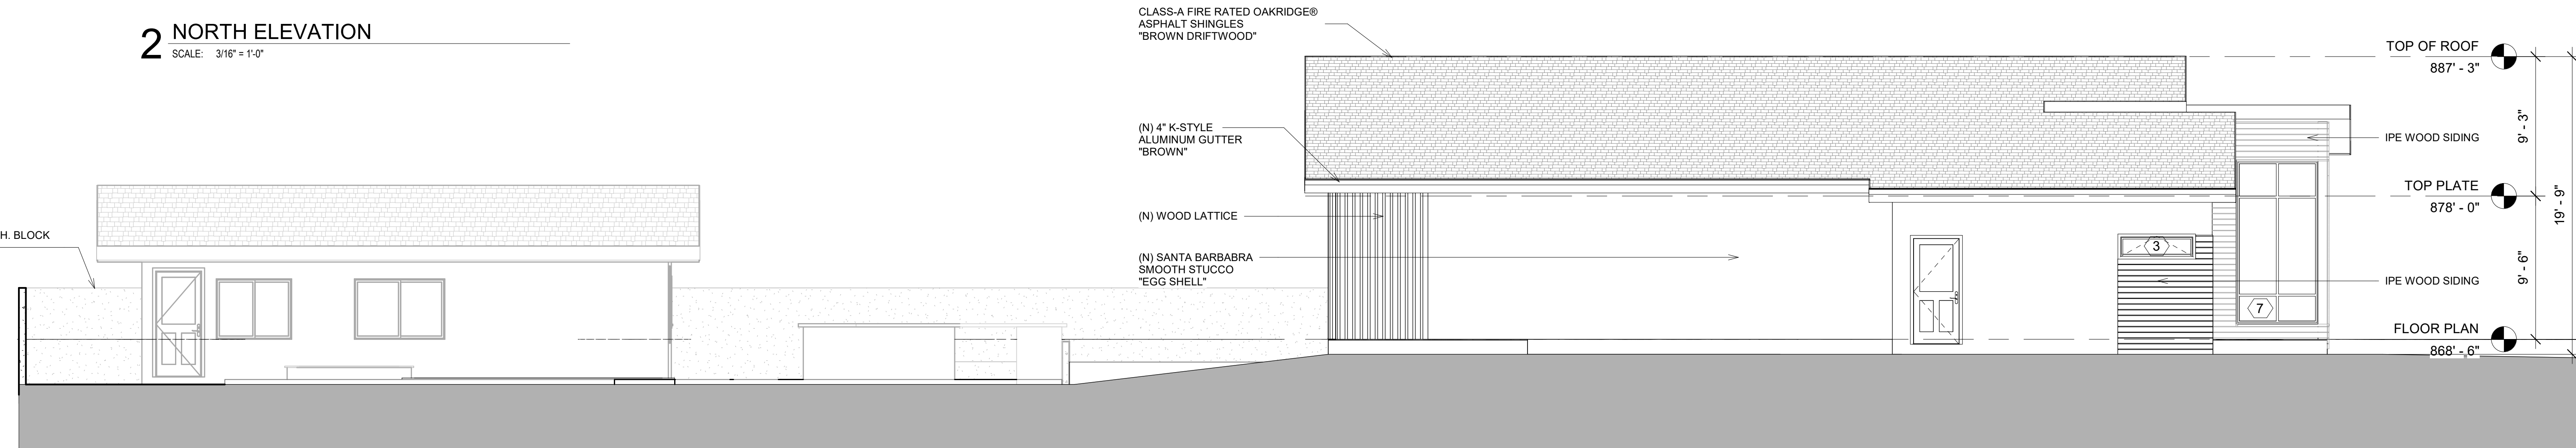 2 NORTH ELEVATION
SCALE: 3/16" = 1'-0"
CLASS-A FIRE RATED OAKRIDGE®
ASPHALT SHINGLES
"BROWN DRIFTWOOD"
(N) 4" K-STYLE
ALUMINUM GUTTER
"BROWN"
(N) WOOD LATTICE
(N) SANTA BARBABRA
SMOOTH STUCCO
"EGG SHELL"
H. BLOCK
3
7
TOP OF ROOF
887' - 3"
IPE WOOD SIDING
TOP PLATE
878' - 0"
IPE WOOD SIDING
FLOOR PLAN
868' - 6"
9' - 3"
9' - 6"
19' - 9"